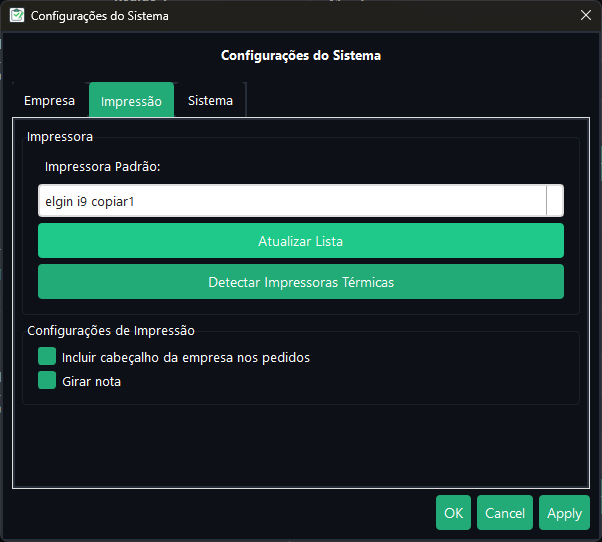 Configurações do Sistema
Configurações do Sistema
Empresa Impressão Sistema
Impressora
Impressora Padrão:
elgin i9 copiar1
Atualizar Lista
Detectar Impressoras Térmicas
Configurações de Impressão
Incluir cabeçalho da empresa nos pedidos
Girar nota
OK Cancel Apply